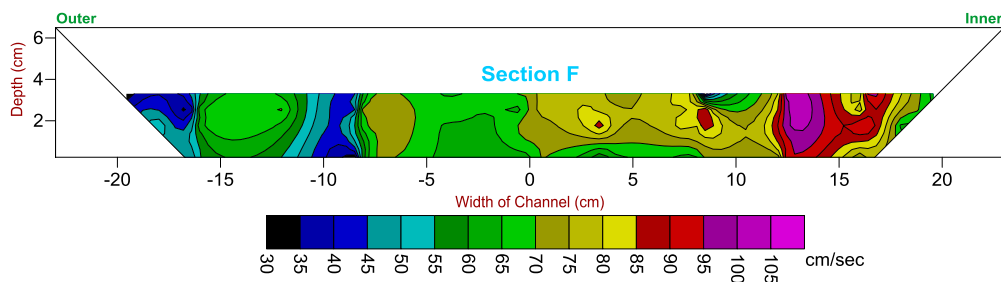 Outer Inner
Depth (cm)
6
4
2
Section F
-20 -15 -10 -5 0 5 10 15 20
Width of Channel (cm)
30 35 40 45 50 55 60 65 70 75 80 85 90 95 100 105 cm/sec